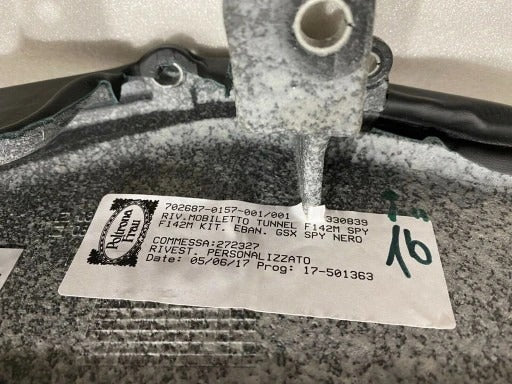 Poltrona
Frau
702687-0157-001/001 330839
RIV.MOBILETTO TUNNEL F142M SPY
F142M KIT. EBAN. GSX SPY NERO
COMMESSA:272327
RIVEST. PERSONALIZZATO
Date: 05/06/17 Prog: 17-501363
16